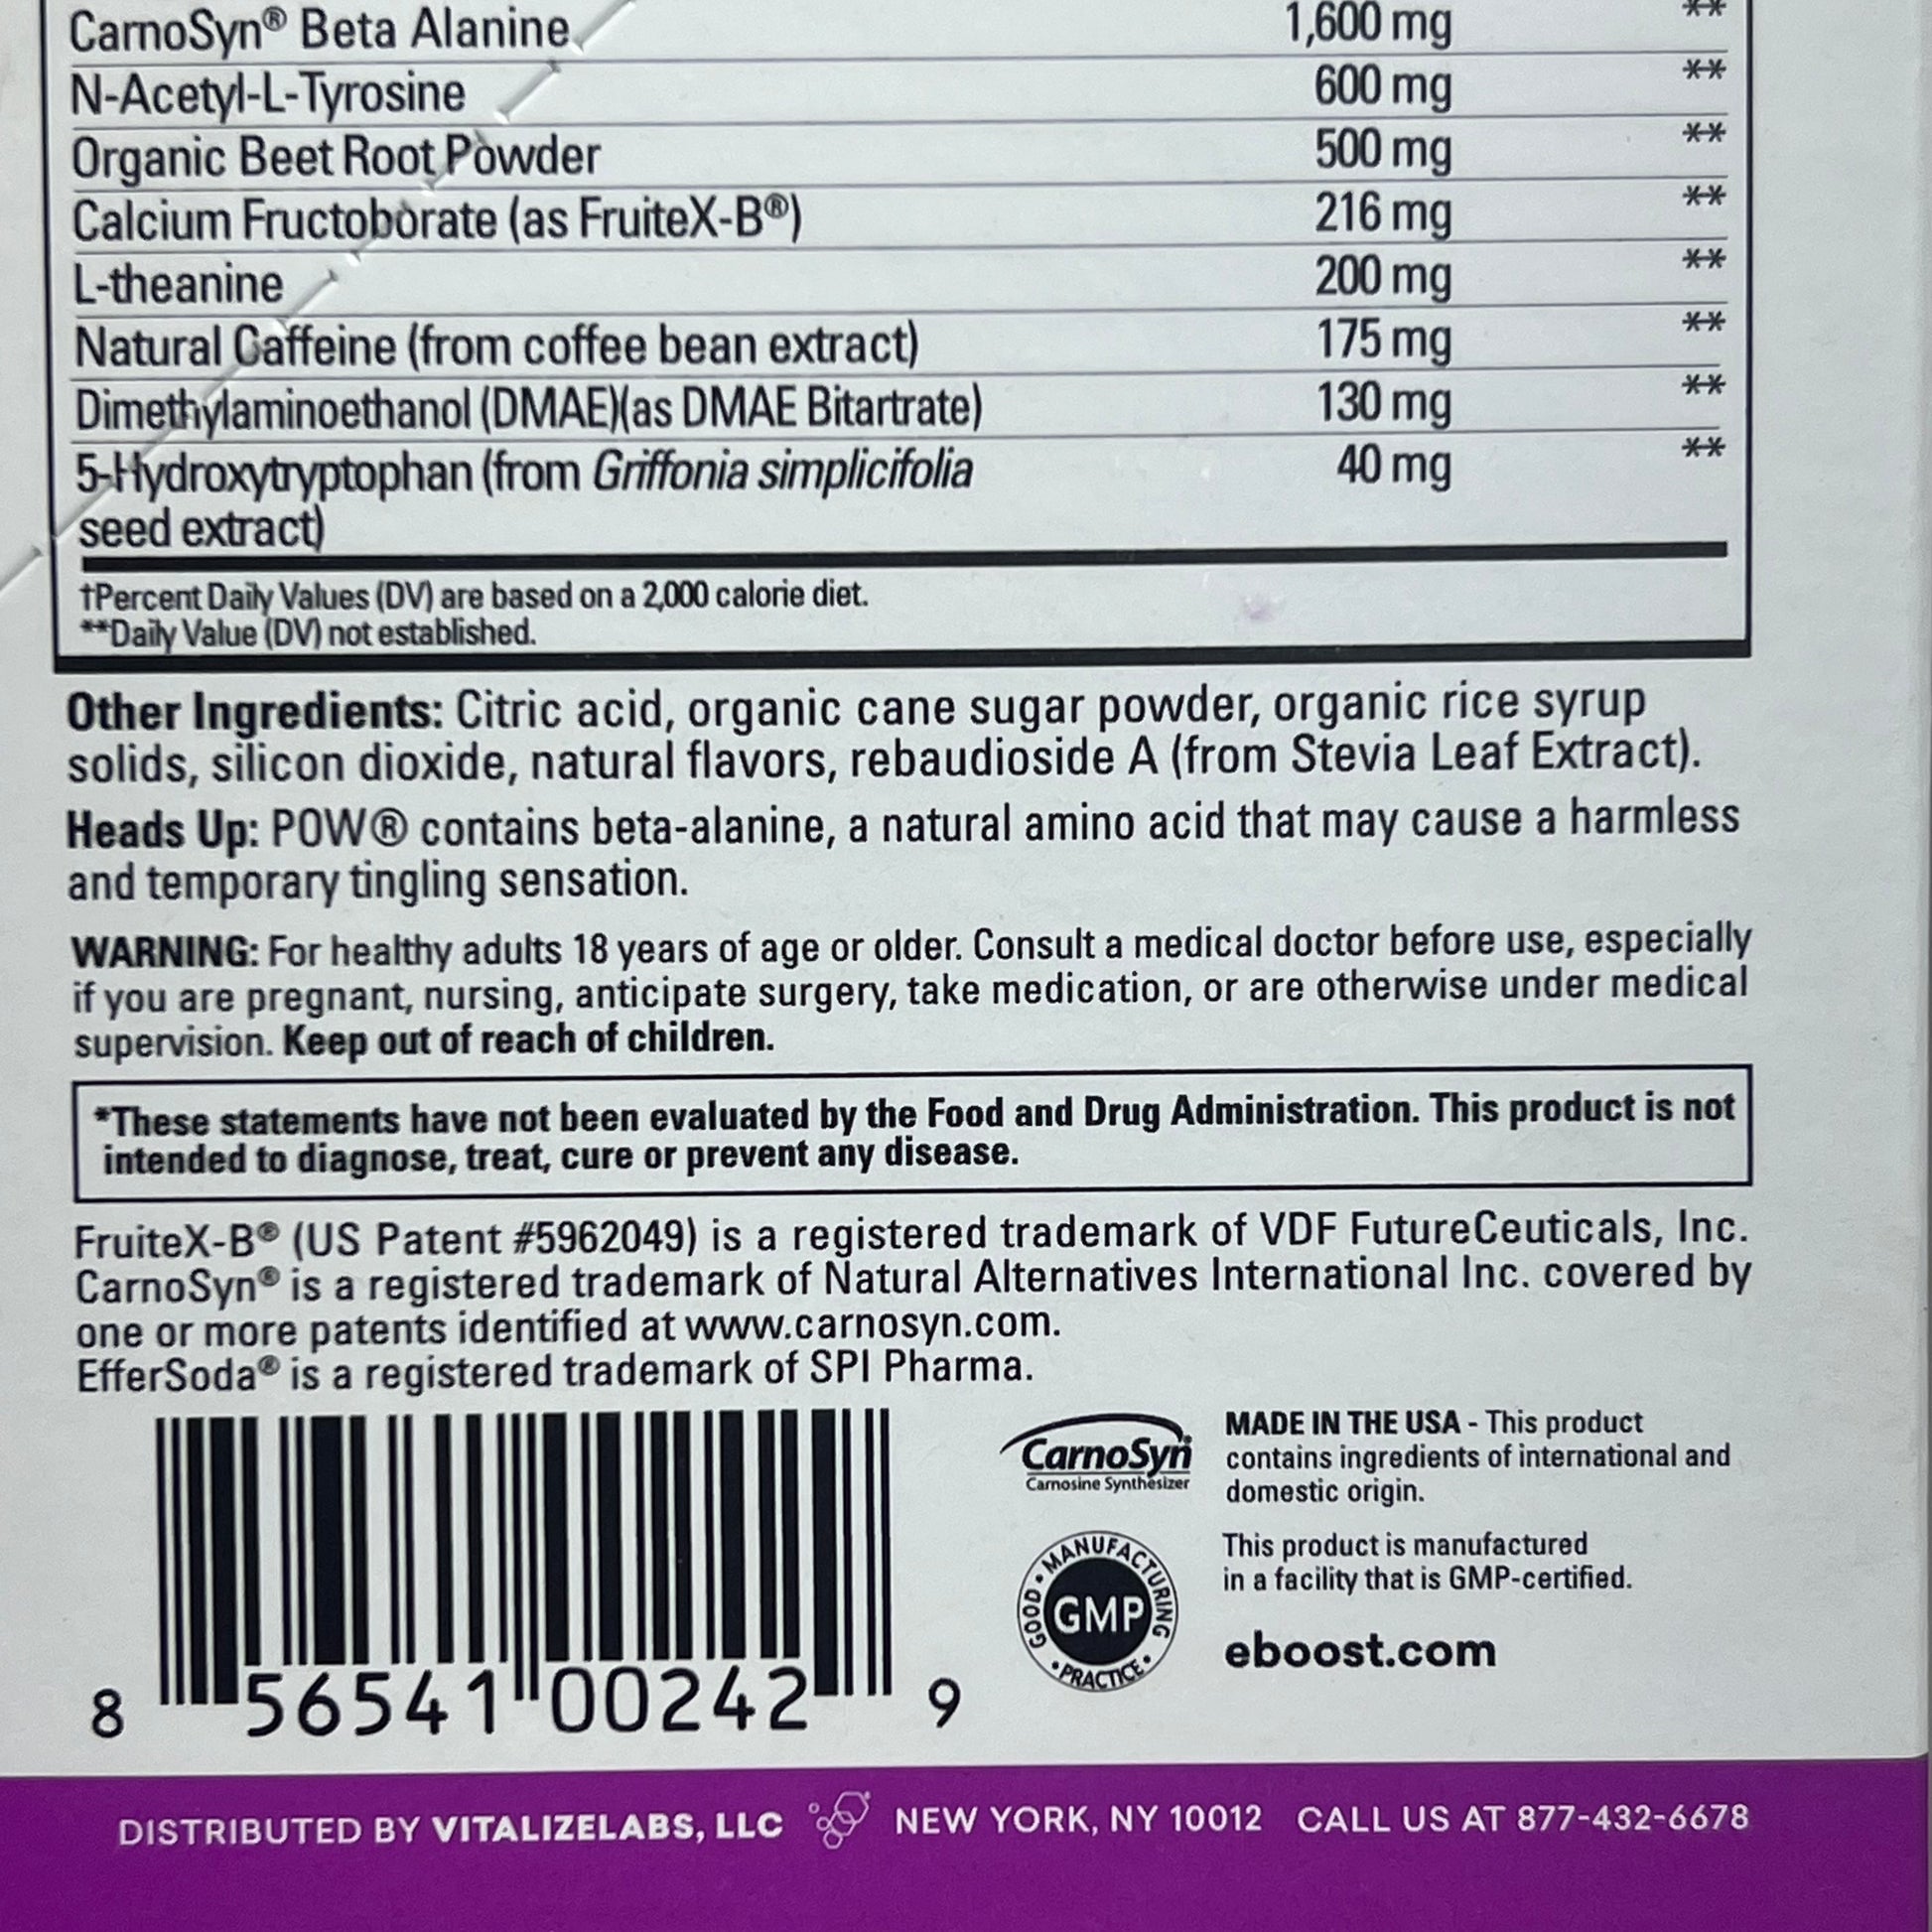 CarnoSyn® Beta Alanine 1,600 mg **
N-Acetyl-L-Tyrosine 600 mg **
Organic Beet Root Powder 500 mg **
Calcium Fructoborate (as FruiteX-B®) 216 mg **
L-theanine 200 mg **
Natural Caffeine (from coffee bean extract) 175 mg **
Dimethylaminoethanol (DMAE)(as DMAE Bitartrate) 130 mg **
5-Hydroxytryptophan (from Griffonia simplicifolia 40 mg **
seed extract)
†Percent Daily Values (DV) are based on a 2,000 calorie diet.
**Daily Value (DV) not established.
Other Ingredients: Citric acid, organic cane sugar powder, organic rice syrup
solids, silicon dioxide, natural flavors, rebaudioside A (from Stevia Leaf Extract).
Heads Up: POW® contains beta-alanine, a natural amino acid that may cause a harmless
and temporary tingling sensation.
WARNING: For healthy adults 18 years of age or older. Consult a medical doctor before use, especially
if you are pregnant, nursing, anticipate surgery, take medication, or are otherwise under medical
supervision. Keep out of reach of children.
*These statements have not been evaluated by the Food and Drug Administration. This product is not
intended to diagnose, treat, cure or prevent any disease.
FruiteX-B® (US Patent #5962049) is a registered trademark of VDF FutureCeuticals, Inc.
CarnoSyn® is a registered trademark of Natural Alternatives International Inc. covered by
one or more patents identified at www.carnosyn.com.
EfferSoda® is a registered trademark of SPI Pharma.
CarnoSyn®
Carnosine Synthesizer
MADE IN THE USA - This product
contains ingredients of international and
domestic origin.
GOOD • MANUFACTURING • PRACTICE •
GMP
This product is manufactured
in a facility that is GMP-certified.
eboost.com
8 56541 00242 9
DISTRIBUTED BY VITALIZELABS, LLC NEW YORK, NY 10012 CALL US AT 877-432-6678